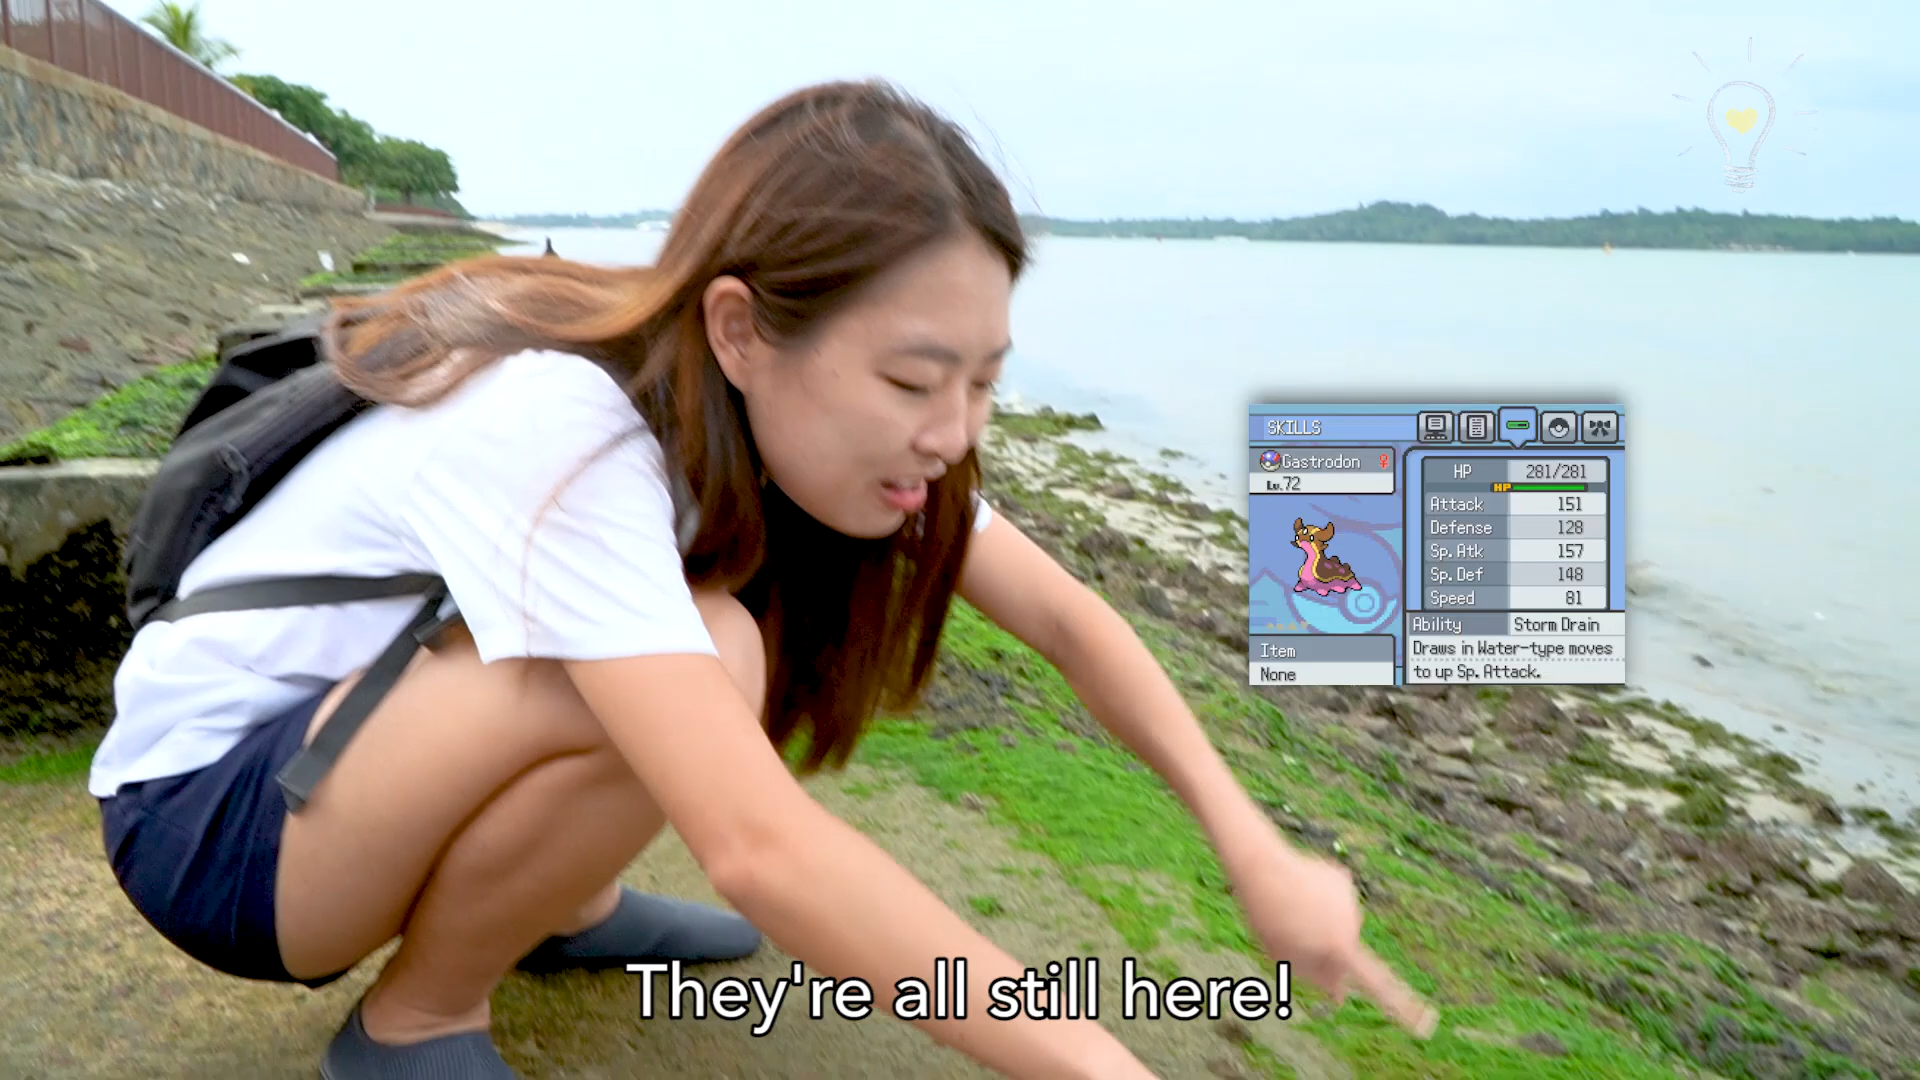 SKILLS
Gastrodon ♀
Lv.72
HP 281/281
HP
Attack 151
Defense 128
Sp. Atk 157
Sp. Def 148
Speed 81
Ability Storm Drain
Draws in Water-type moves
to up Sp. Attack.
Item
None
They're all still here!